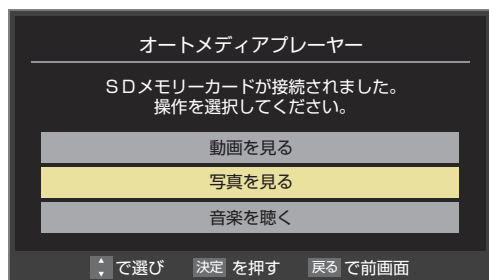 オートメディアプレーヤー
ＳＤメモリーカードが接続されました。
操作を選択してください。
動画を見る
写真を見る
音楽を聴く
で選び 決定 を押す 戻る で前画面